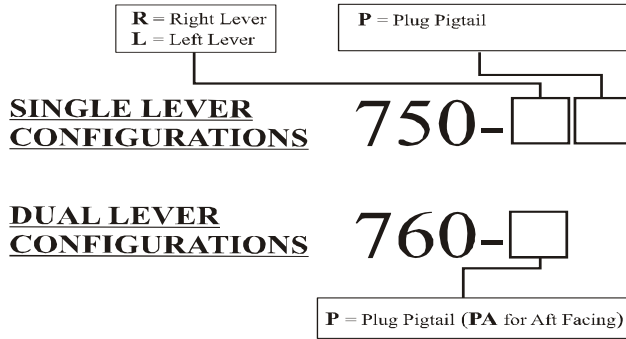 R = Right Lever
L = Left Lever
P = Plug Pigtail
SINGLE LEVER
CONFIGURATIONS
750-
DUAL LEVER
CONFIGURATIONS
760-
P = Plug Pigtail (PA for Aft Facing)